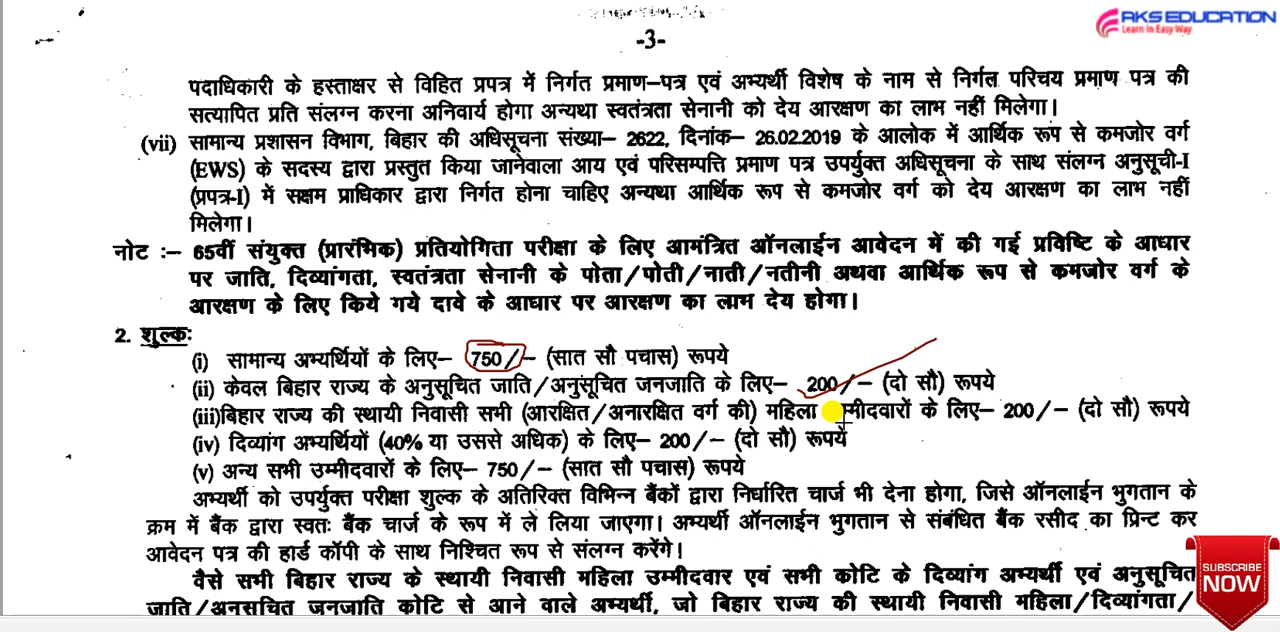 AKS EDUCATION
Learn In Easy Way
-3-
पदाधिकारी के हस्ताक्षर से विहित प्रपत्र में निर्गत प्रमाण–पत्र एवं अभ्यर्थी विशेष के नाम से निर्गत परिचय प्रमाण पत्र की
सत्यापित प्रति संलग्न करना अनिवार्य होगा अन्यथा स्वतंत्रता सेनानी को देय आरक्षण का लाभ नहीं मिलेगा।
(vii) सामान्य प्रशासन विभाग, बिहार की अधिसूचना संख्या– 2622, दिनांक– 26.02.2019 के आलोक में आर्थिक रूप से कमजोर वर्ग
(EWS) के सदस्य द्वारा प्रस्तुत किया जानेवाला आय एवं परिसम्पत्ति प्रमाण पत्र उपर्युक्त अधिसूचना के साथ संलग्न अनुसूची-I
(प्रपत्र-I) में सक्षम प्राधिकार द्वारा निर्गत होना चाहिए अन्यथा आर्थिक रूप से कमजोर वर्ग को देय आरक्षण का लाभ नहीं
मिलेगा।
नोट :– 65वीं संयुक्त (प्रारंभिक) प्रतियोगिता परीक्षा के लिए आमंत्रित ऑनलाईन आवेदन में की गई प्रविष्टि के आधार
पर जाति, दिव्यांगता, स्वतंत्रता सेनानी के पोता/पोती/नाती/नतीनी अथवा आर्थिक रूप से कमजोर वर्ग के
आरक्षण के लिए किये गये दावे के आधार पर आरक्षण का लाभ देय होगा।
2. शुल्कः
(i) सामान्य अभ्यर्थियों के लिए– 750/– (सात सौ पचास) रूपये
(ii) केवल बिहार राज्य के अनुसूचित जाति/अनुसूचित जनजाति के लिए– 200/– (दो सौ) रूपये
(iii) बिहार राज्य की स्थायी निवासी सभी (आरक्षित/अनारक्षित वर्ग की) महिला उम्मीदवारों के लिए– 200/– (दो सौ) रूपये
(iv) दिव्यांग अभ्यर्थियों (40% या उससे अधिक) के लिए– 200/– (दो सौ) रूपये
(v) अन्य सभी उम्मीदवारों के लिए– 750/– (सात सौ पचास) रूपये
अभ्यर्थी को उपर्युक्त परीक्षा शुल्क के अतिरिक्त विभिन्न बैंकों द्वारा निर्धारित चार्ज भी देना होगा, जिसे ऑनलाईन भुगतान के
क्रम में बैंक द्वारा स्वतः बैंक चार्ज के रूप में ले लिया जाएगा। अभ्यर्थी ऑनलाईन भुगतान से संबंधित बैंक रसीद का प्रिन्ट कर
आवेदन पत्र की हार्ड कॉपी के साथ निश्चित रूप से संलग्न करेंगे।
वैसे सभी बिहार राज्य के स्थायी निवासी महिला उम्मीदवार एवं सभी कोटि के दिव्यांग अभ्यर्थी एवं अनुसूचित
जाति/अनुसूचित जनजाति कोटि से आने वाले अभ्यर्थी, जो बिहार राज्य की स्थायी निवासी महिला/दिव्यांगता/
SUBSCRIBE
NOW